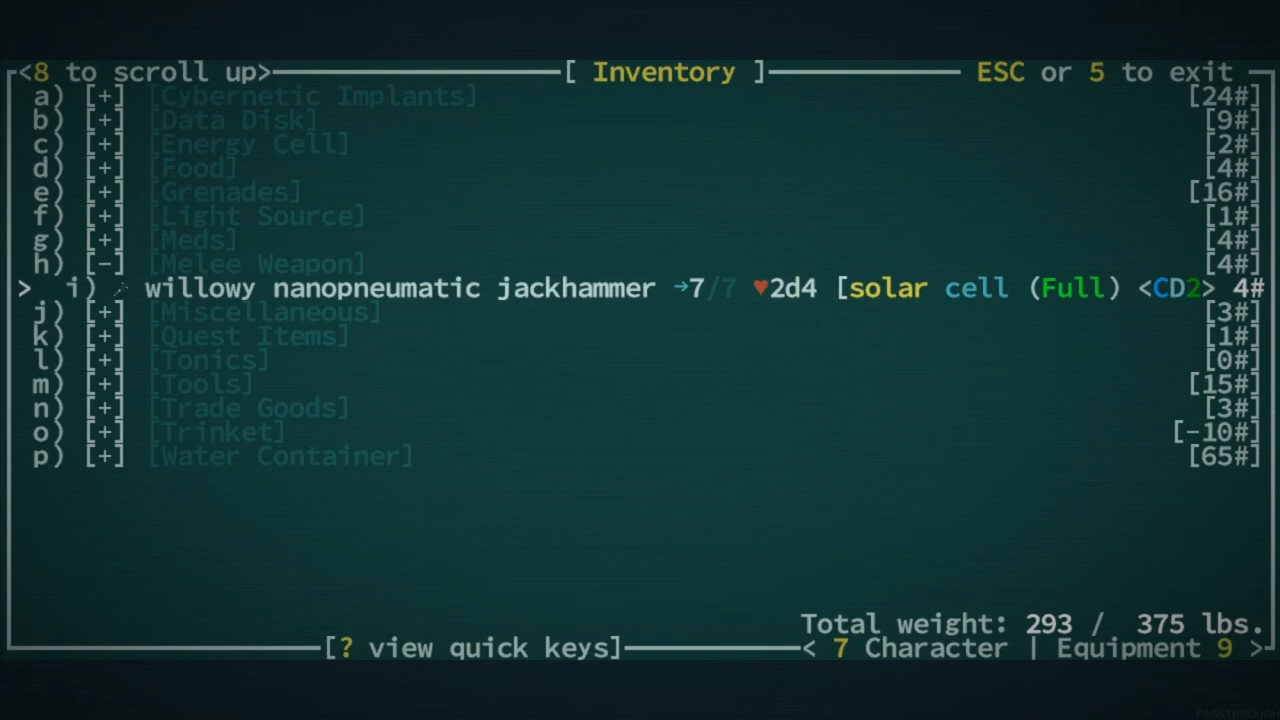 <8 to scroll up> [ Inventory ] ESC or 5 to exit
a) [+] [Cybernetic Implants] [24#]
b) [+] [Data Disk] [9#]
c) [+] [Energy Cell] [2#]
d) [+] [Food] [4#]
e) [+] [Grenades] [16#]
f) [+] [Light Source] [1#]
g) [+] [Meds] [4#]
h) [-] [Melee Weapon] [4#]
> i) willowy nanopneumatic jackhammer →7/7 ♥2d4 [solar cell (Full) <CD2> 4#
j) [+] [Miscellaneous] [3#]
k) [+] [Quest Items] [1#]
l) [+] [Tonics] [0#]
m) [+] [Tools] [15#]
n) [+] [Trade Goods] [3#]
o) [+] [Trinket] [-10#]
p) [+] [Water Container] [65#]
Total weight: 293 / 375 lbs.
[? view quick keys] < 7 Character | Equipment 9 >